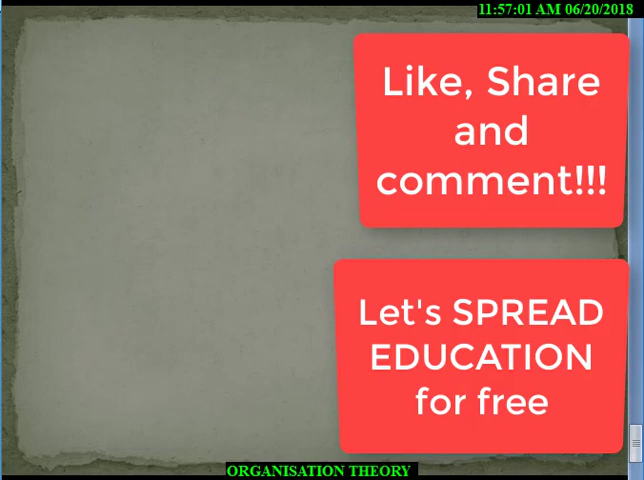 11:57:01 AM 06/20/2018
Like, Share
and
comment!!!
Let's SPREAD
EDUCATION
for free
ORGANISATION THEORY